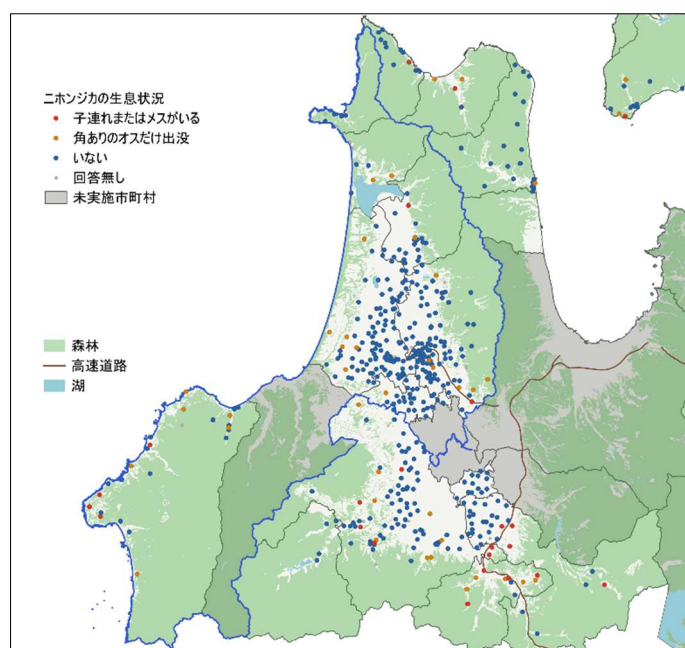 ニホンジカの生息状況
子連れまたはメスがいる
角ありのオスだけ出没
いない
回答無し
未実施市町村
森林
高速道路
湖